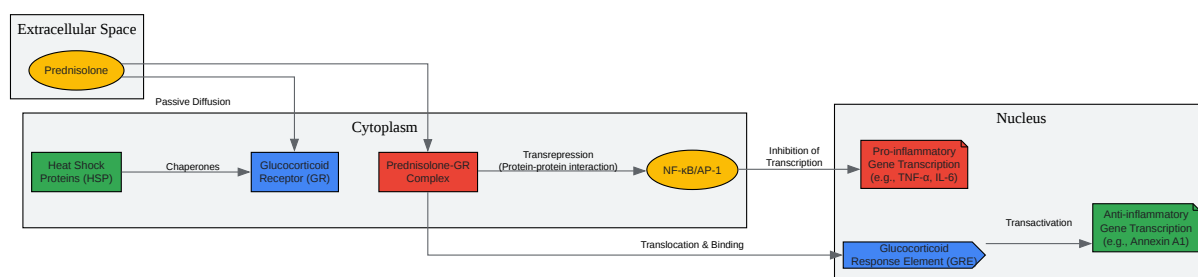 Extracellular Space
Prednisolone
Passive Diffusion
Cytoplasm
Heat Shock
Proteins (HSP)
Chaperones
Glucocorticoid
Receptor (GR)
Prednisolone-GR
Complex
Transrepression
(Protein-protein interaction)
NF-κB/AP-1
Inhibition of
Transcription
Nucleus
Pro-inflammatory
Gene Transcription
(e.g., TNF-α, IL-6)
Translocation & Binding
Glucocorticoid
Response Element (GRE)
Transactivation
Anti-inflammatory
Gene Transcription
(e.g., Annexin A1)